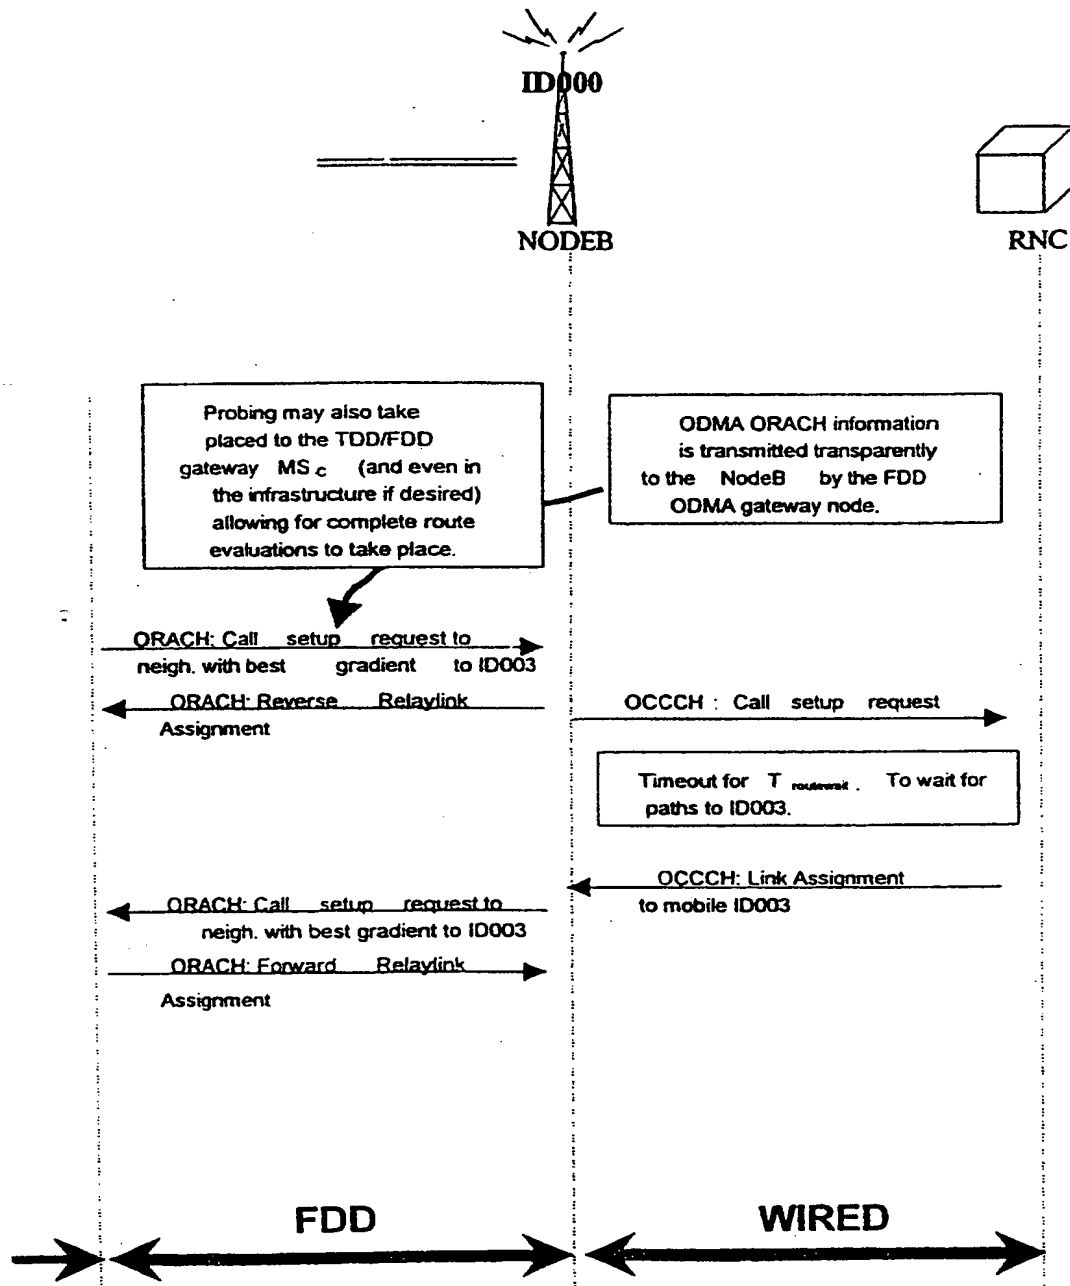 ID000
NODEB
RNC
Probing may also take
placed to the TDD/FDD
gateway MS c (and even in
the infrastructure if desired)
allowing for complete route
evaluations to take place.
ODMA ORACH information
is transmitted transparently
to the NodeB by the FDD
ODMA gateway node.
ORACH: Call setup request to
neigh. with best gradient to ID003
ORACH: Reverse Relaylink
Assignment
OCCCH : Call setup request
Timeout for T routewait . To wait for
paths to ID003.
OCCCH: Link Assignment
to mobile ID003
ORACH: Call setup request to
neigh. with best gradient to ID003
ORACH: Forward Relaylink
Assignment
FDD
WIRED